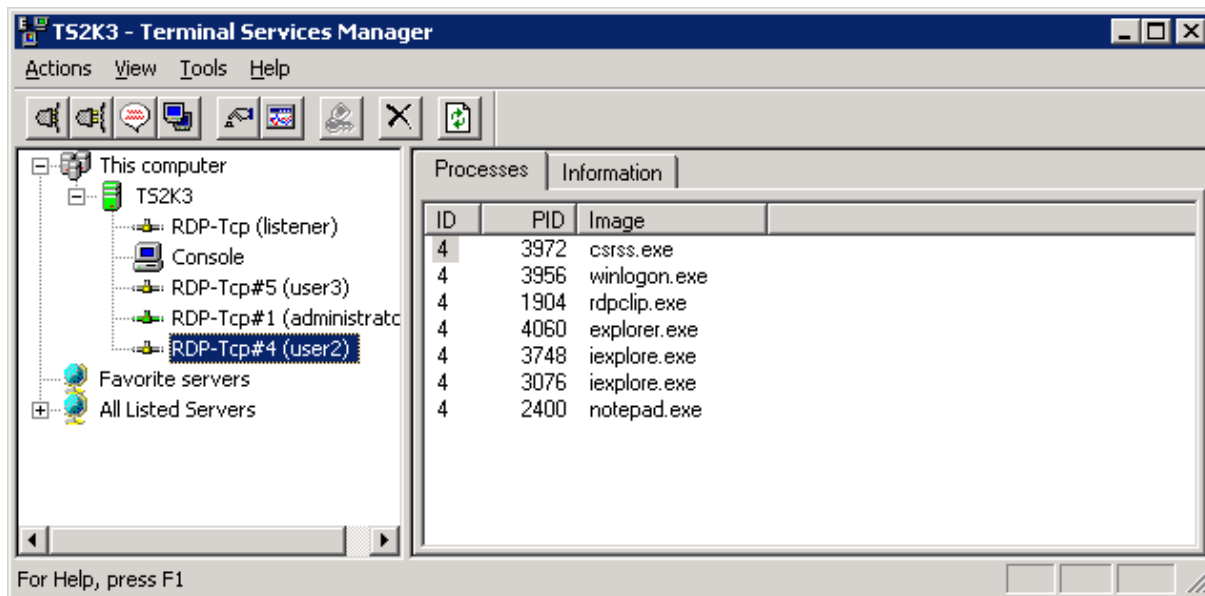 TS2K3 - Terminal Services Manager
Actions View Tools Help
This computer
TS2K3
RDP-Tcp (listener)
Console
RDP-Tcp#5 (user3)
RDP-Tcp#1 (administratc
RDP-Tcp#4 (user2)
Favorite servers
All Listed Servers
Processes Information
ID PID Image
4 3972 csrss.exe
4 3956 winlogon.exe
4 1904 rdpclip.exe
4 4060 explorer.exe
4 3748 iexplore.exe
4 3076 iexplore.exe
4 2400 notepad.exe
For Help, press F1